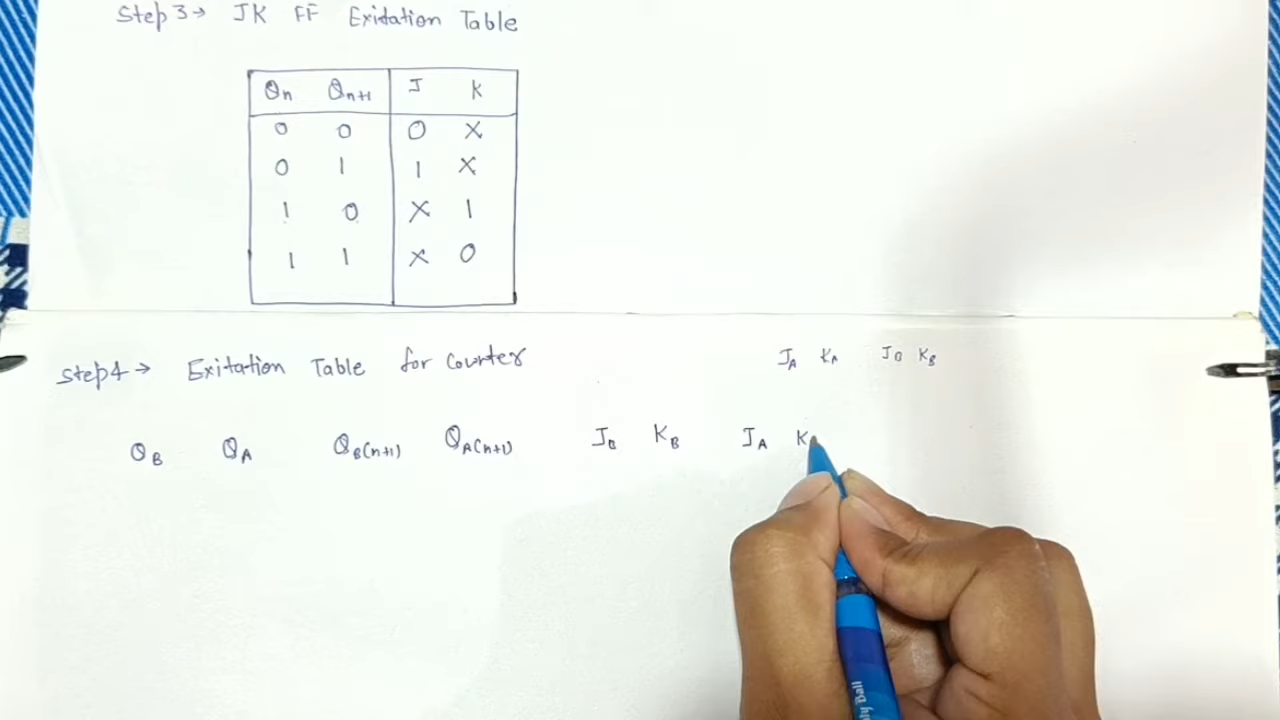 Step 3 → JK FF Exitation Table
Qn Qn+1 J K
0 0 0 X
0 1 1 X
1 0 X 1
1 1 X 0
Step 4 → Exitation Table for Counter
JA KA JB KB
QB QA QB(n+1) QA(n+1) JB KB JA K
ly Ball